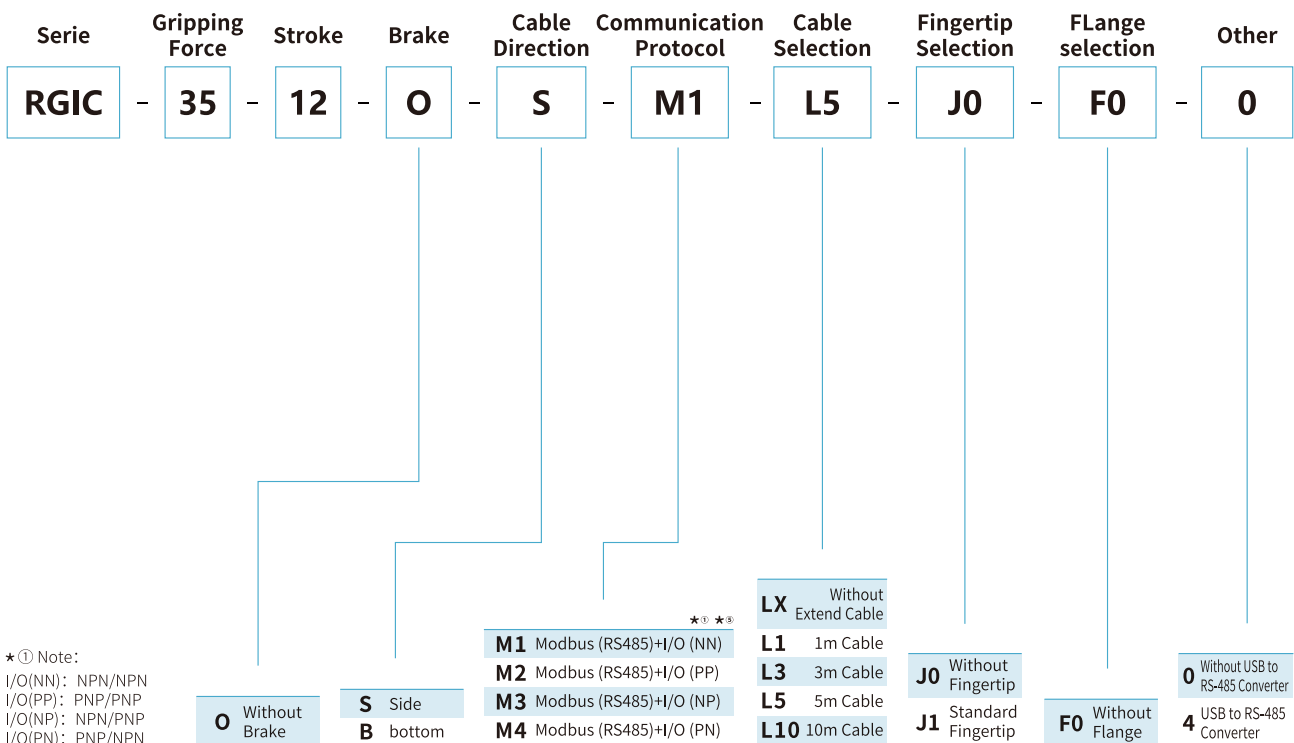 Serie
Gripping
Force
Stroke
Brake
Cable
Direction
Communication
Protocol
Cable
Selection
Fingertip
Selection
FLange
selection
Other
RGIC - 35 - 12 - O - S - M1 - L5 - J0 - F0 - 0
★① Note:
I/O(NN): NPN/NPN
I/O(PP): PNP/PNP
I/O(NP): NPN/PNP
I/O(PN): PNP/NPN
O Without
Brake
S Side
B bottom
★① ★⑤
M1 Modbus (RS485)+I/O (NN)
M2 Modbus (RS485)+I/O (PP)
M3 Modbus (RS485)+I/O (NP)
M4 Modbus (RS485)+I/O (PN)
LX Without
Extend Cable
L1 1m Cable
L3 3m Cable
L5 5m Cable
L10 10m Cable
J0 Without
Fingertip
J1 Standard
Fingertip
F0 Without
Flange
0 Without USB to
RS-485 Converter
4 USB to RS-485
Converter